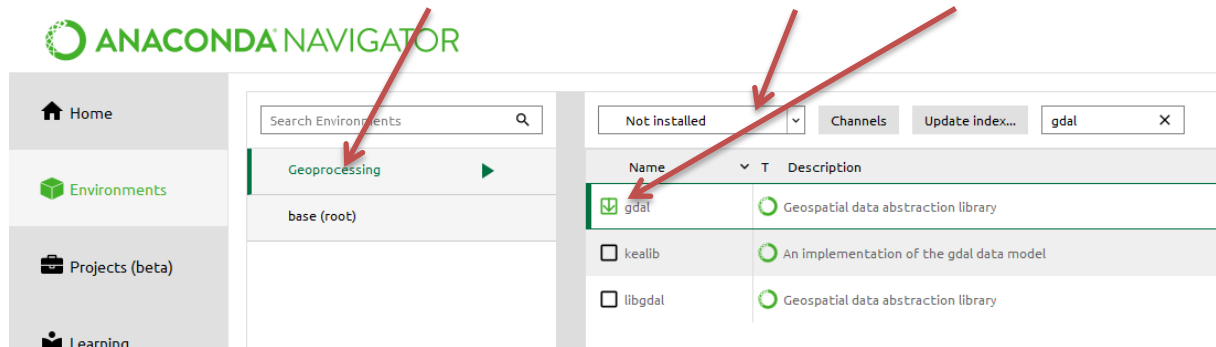 ANACONDA NAVIGATOR
Home
Environments
Projects (beta)
Learning
Search Environments
Geoprocessing
base (root)
Not installed
Channels
Update index...
gdal
Name
T
Description
gdal
Geospatial data abstraction library
kealib
An implementation of the gdal data model
libgdal
Geospatial data abstraction library